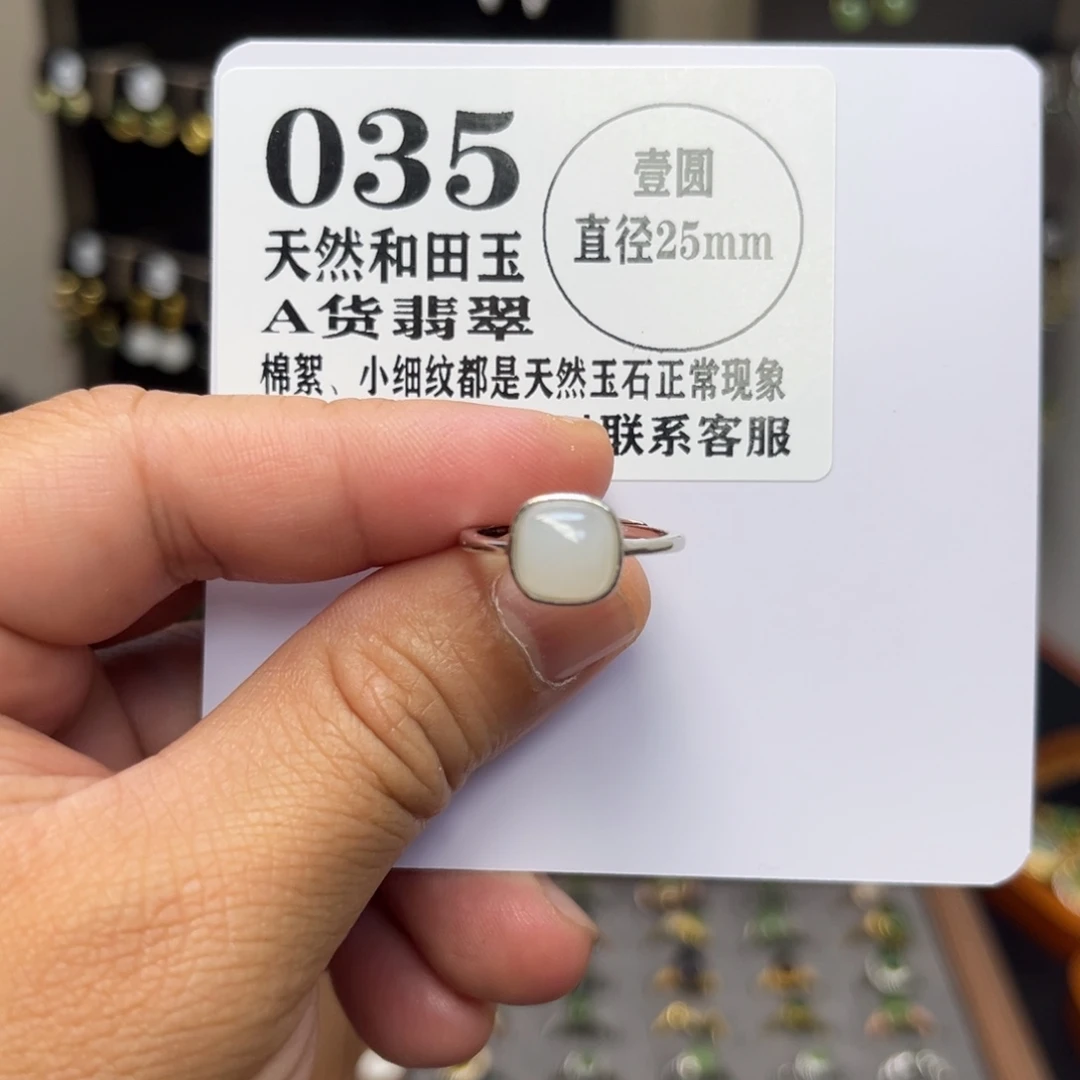 035
壹圆
直径25mm
天然和田玉
A货翡翠
棉絮、小细纹都是天然玉石正常现象
联系客服